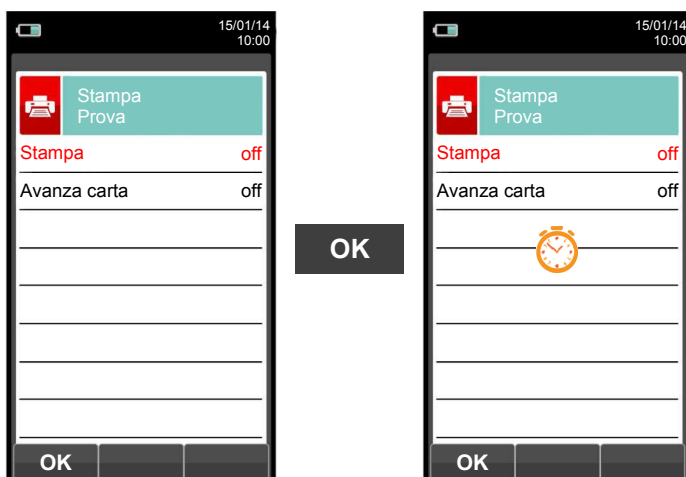 15/01/14
10:00
Stampa
Prova
Stampa off
Avanza carta off
OK
OK
15/01/14
10:00
Stampa
Prova
Stampa off
Avanza carta off
OK